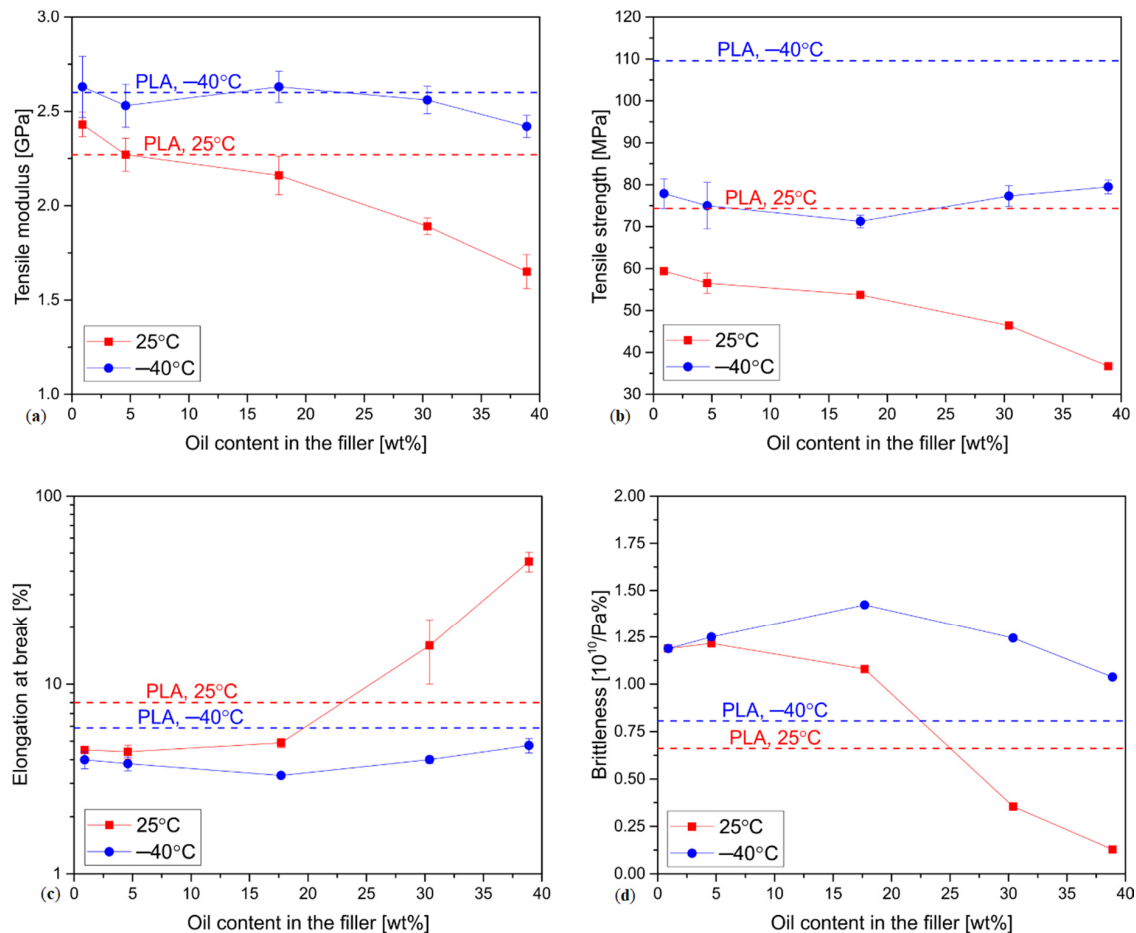 3.0
2.5
2.0
1.5
1.0
Tensile modulus [GPa]
PLA, −40°C
PLA, 25°C
25°C
−40°C
0 5 10 15 20 25 30 35 40
(a)
Oil content in the filler [wt%]
120
110
100
90
80
70
60
50
40
30
Tensile strength [MPa]
PLA, −40°C
PLA, 25°C
25°C
−40°C
0 5 10 15 20 25 30 35 40
(b)
Oil content in the filler [wt%]
100
10
1
Elongation at break [%]
PLA, 25°C
PLA, −40°C
25°C
−40°C
0 5 10 15 20 25 30 35 40
(c)
Oil content in the filler [wt%]
2.00
1.75
1.50
1.25
1.00
0.75
0.50
0.25
0.00
Brittleness [10¹⁰/Pa%]
PLA, −40°C
PLA, 25°C
25°C
−40°C
0 5 10 15 20 25 30 35 40
(d)
Oil content in the filler [wt%]